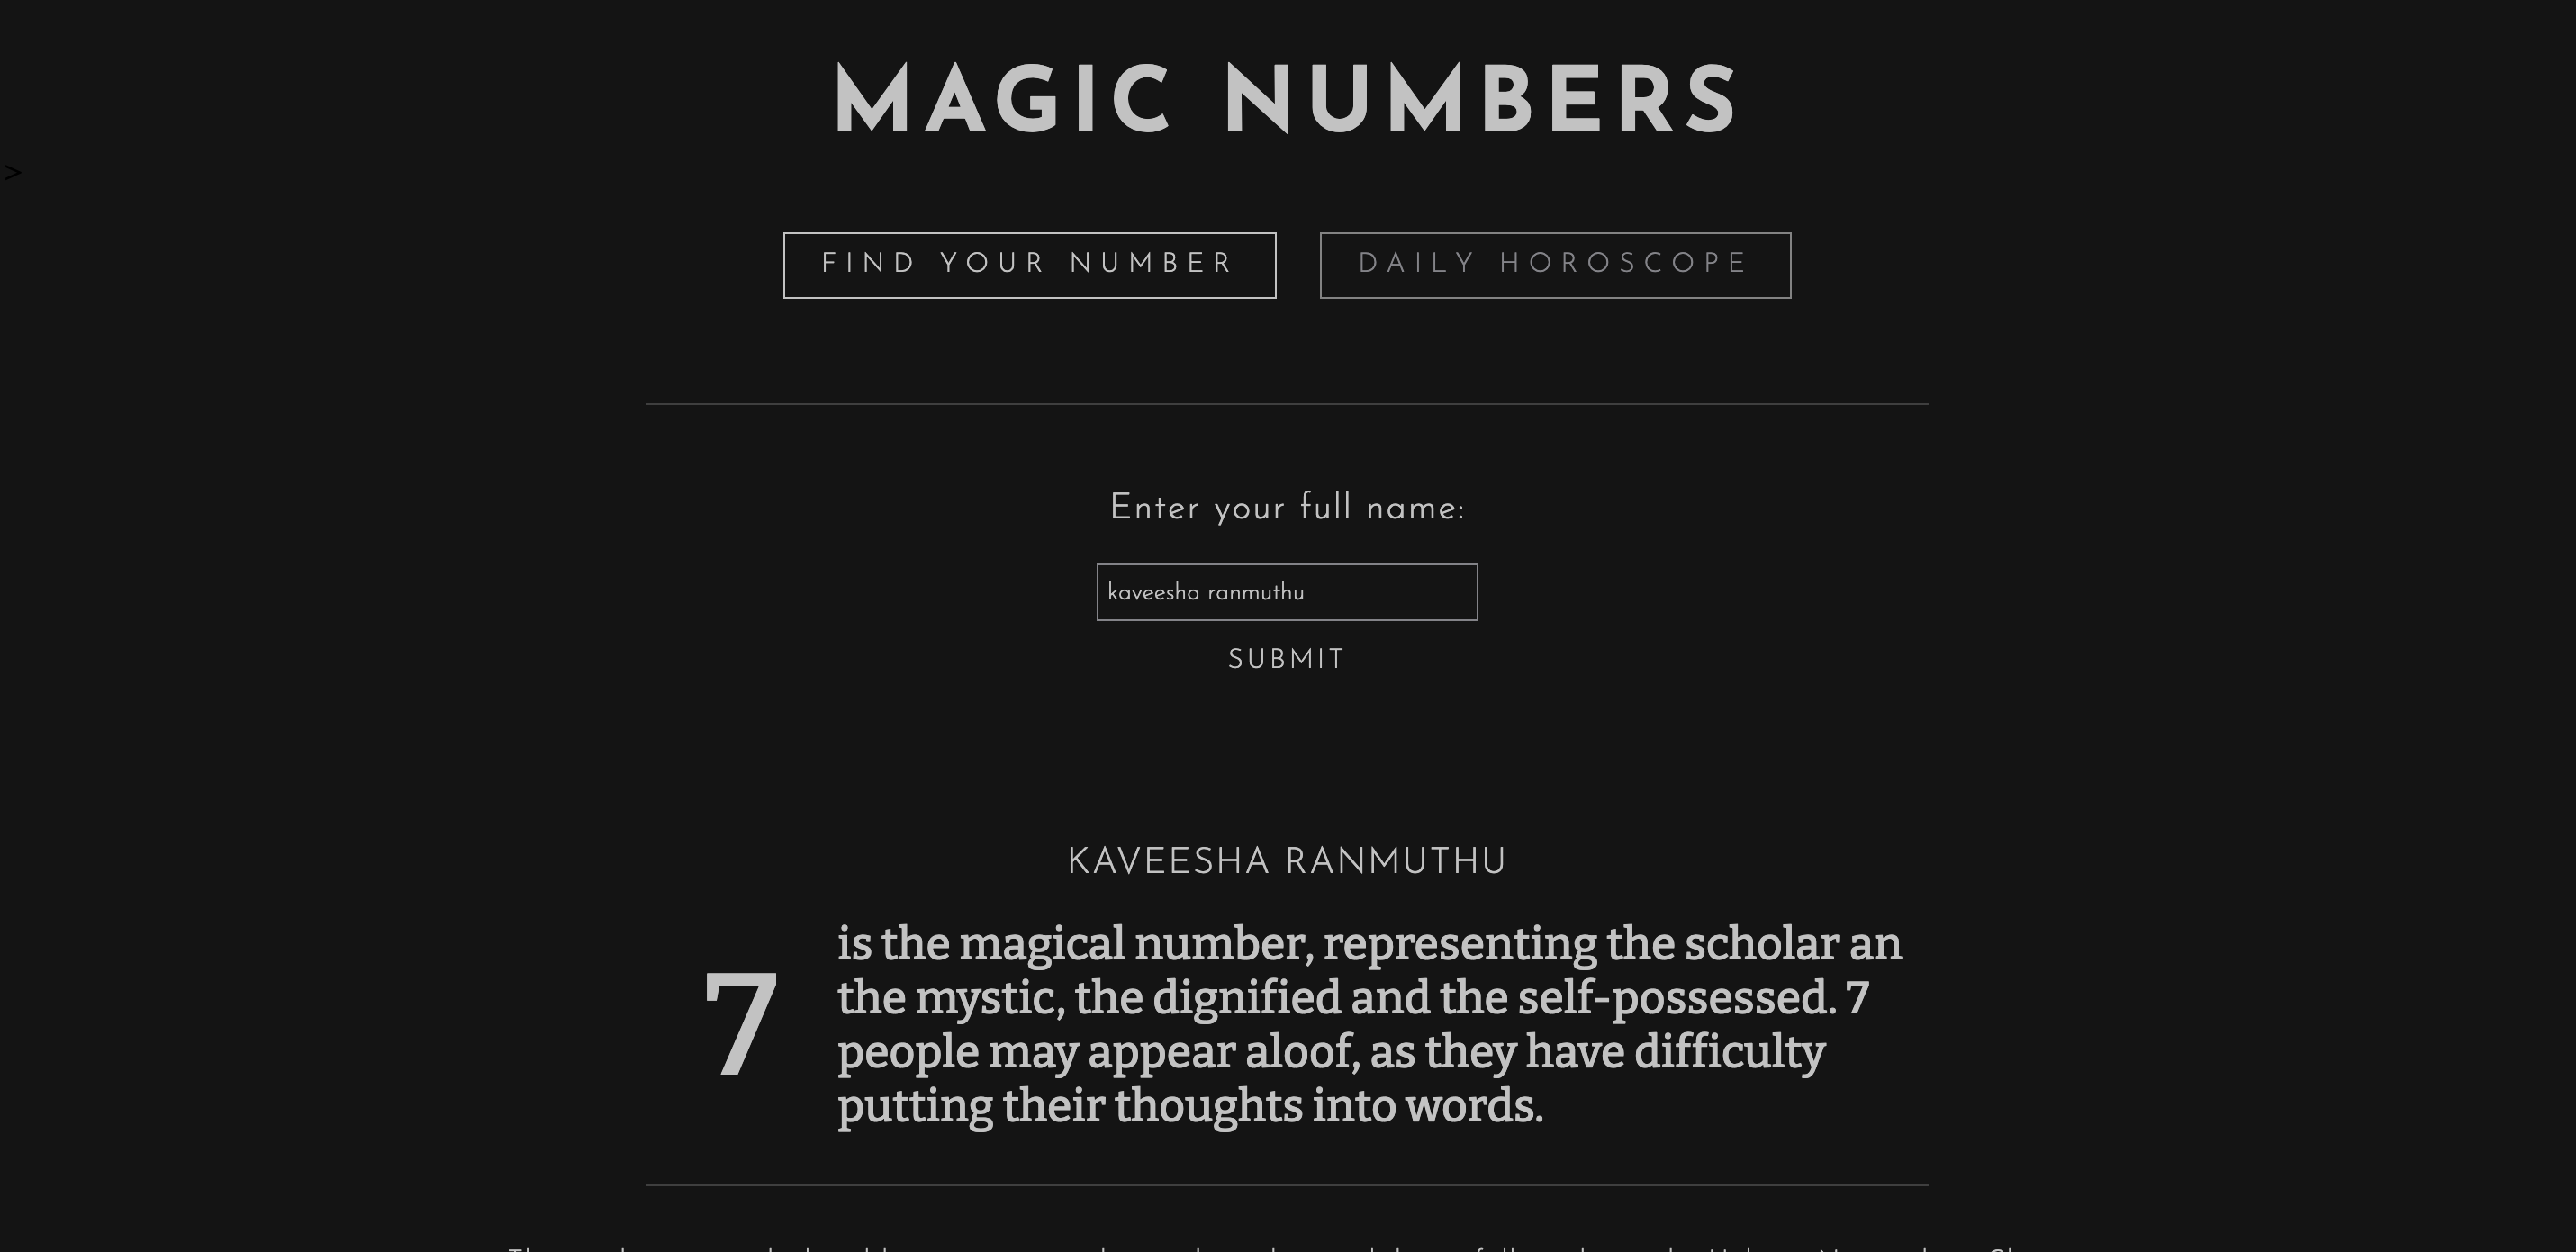 MAGIC NUMBERS
>
FIND YOUR NUMBER
DAILY HOROSCOPE
Enter your full name:
kaveesha ranmuthu
SUBMIT
KAVEESHA RANMUTHU
7
is the magical number, representing the scholar an
the mystic, the dignified and the self-possessed. 7
people may appear aloof, as they have difficulty
putting their thoughts into words.